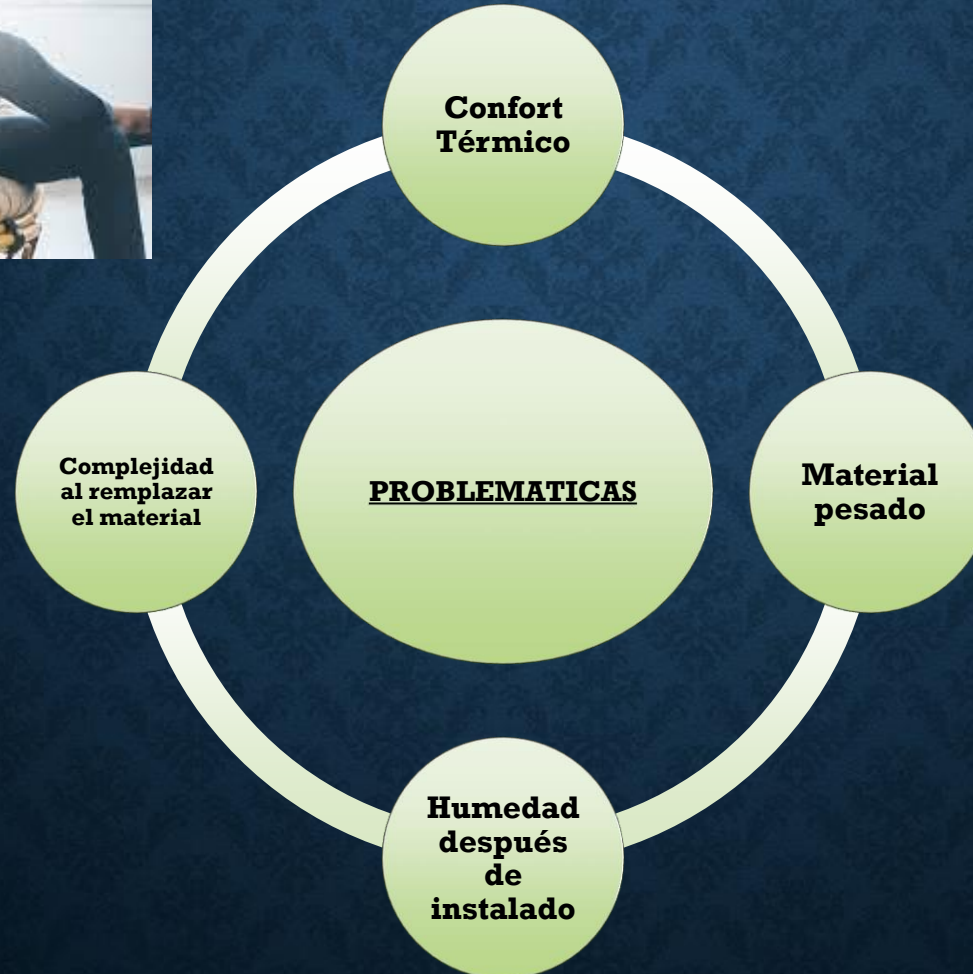 Confort
Térmico
Complejidad
al remplazar
el material
PROBLEMATICAS
Material
pesado
Humedad
después
de
instalado